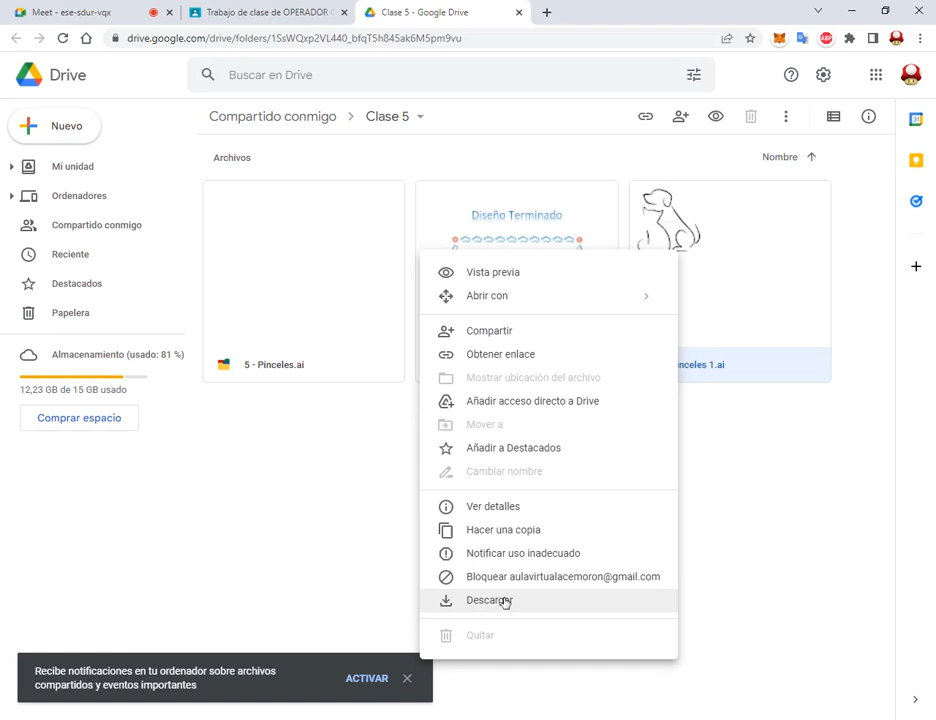 Meet - ese-sdur-vqx
Trabajo de clase de OPERADOR
Clase 5 - Google Drive
drive.google.com/drive/folders/1SsWQxp2VL440_bfqT5h845ak6M5pm9vu
Drive
Buscar en Drive
Nuevo
Compartido conmigo
Clase 5
Archivos
Nombre
Mi unidad
Ordenadores
Compartido conmigo
Reciente
Destacados
Papelera
Almacenamiento (usado: 81 %)
12,23 GB de 15 GB usado
Comprar espacio
Diseño Terminado
5 - Pinceles.ai
nceles 1.ai
Vista previa
Abrir con
Compartir
Obtener enlace
Mostrar ubicación del archivo
Añadir acceso directo a Drive
Mover a
Añadir a Destacados
Cambiar nombre
Ver detalles
Hacer una copia
Notificar uso inadecuado
Bloquear aulavirtualacemoron@gmail.com
Descargar
Quitar
Recibe notificaciones en tu ordenador sobre archivos
compartidos y eventos importantes
ACTIVAR